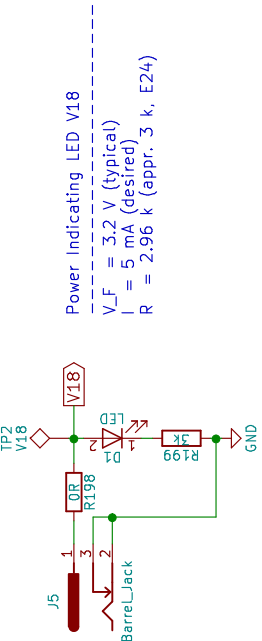 Power Indicating LED V18
--------------------------
V_F = 3.2 V (typical)
I = 5 mA (desired)
R = 2.96 k (appr. 3 k, E24)
V18
TP2
V18
LED
2
1
D1
3k
R199
GND
0R
R198
1
3
2
J5
Barrel_Jack